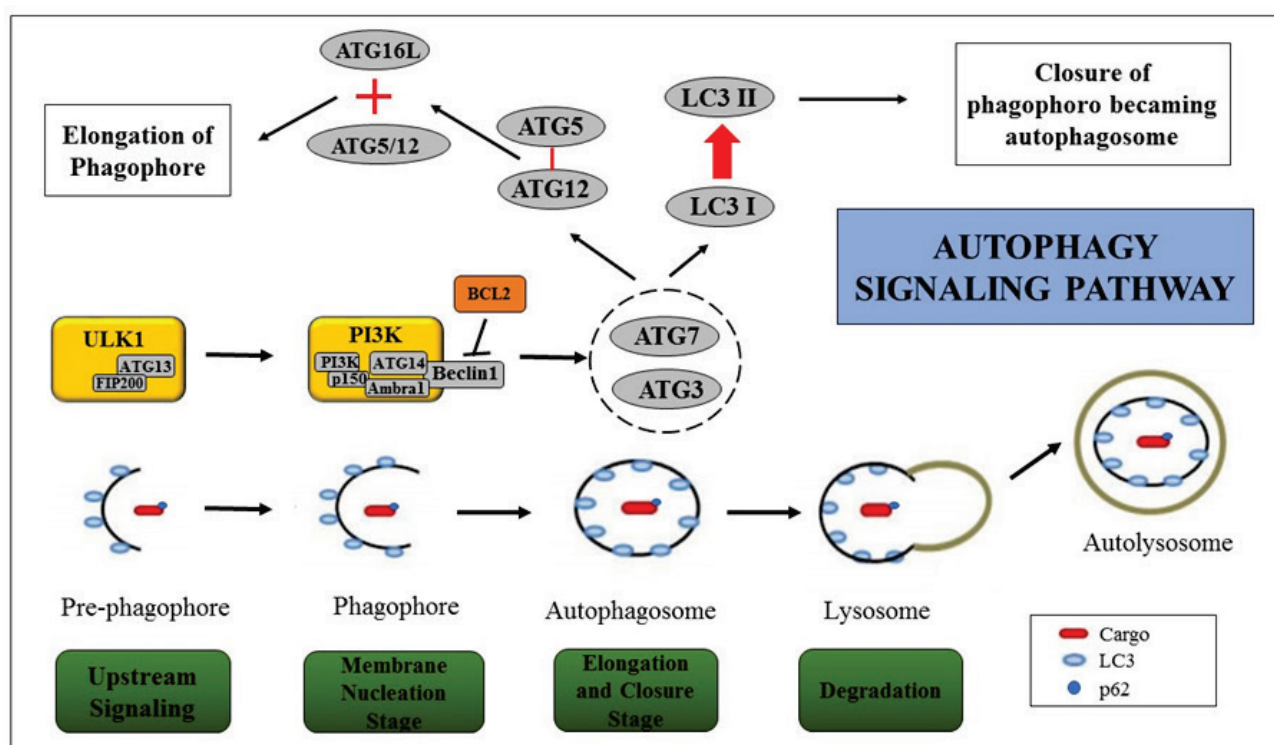 ATG16L
ATG5/12
Elongation of
Phagophore
ATG5
ATG12
LC3 II
LC3 I
Closure of
phagophoro becaming
autophagosome
AUTOPHAGY
SIGNALING PATHWAY
ULK1
ATG13
FIP200
PI3K
PI3K
p150
ATG14
Ambra1
Beclin1
BCL2
ATG7
ATG3
Pre-phagophore
Phagophore
Autophagosome
Lysosome
Autolysosome
Upstream
Signaling
Membrane
Nucleation
Stage
Elongation
and Closure
Stage
Degradation
Cargo
LC3
p62